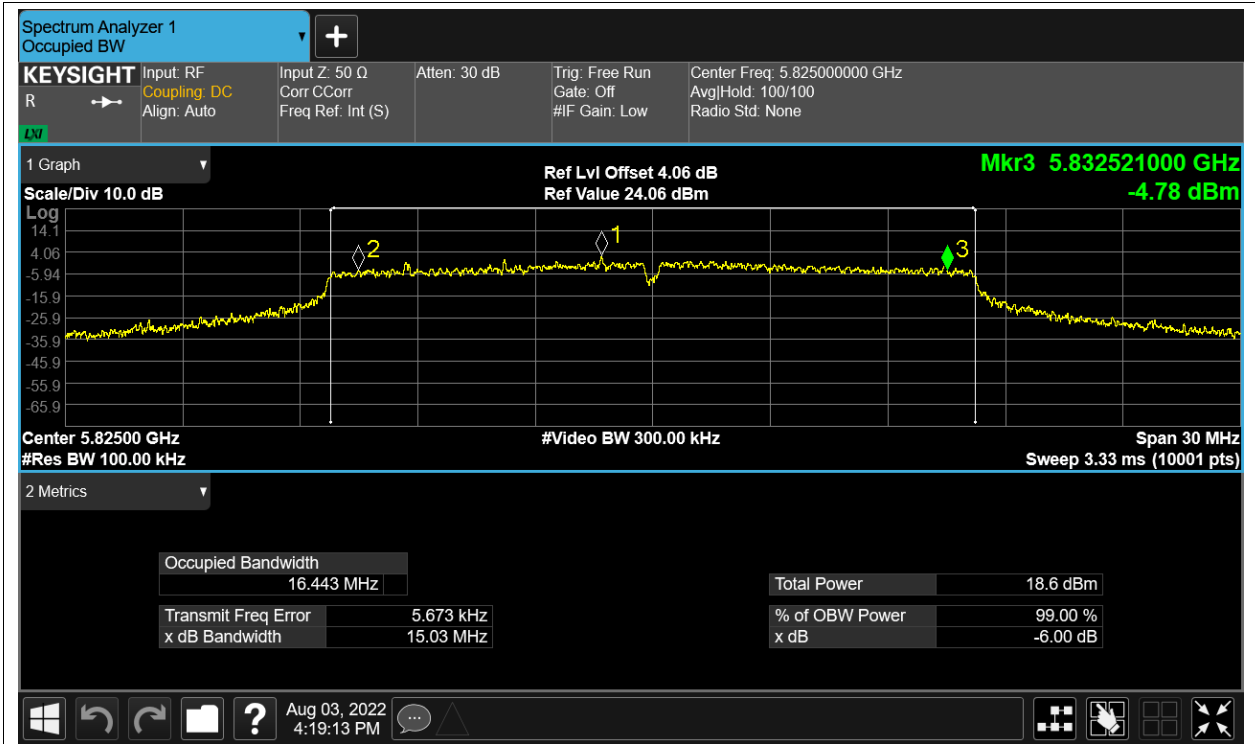 Spectrum Analyzer 1
Occupied BW
KEYSIGHT
R
LXI
Input: RF
Coupling: DC
Align: Auto
Input Z: 50 Ω
Corr CCorr
Freq Ref: Int (S)
Atten: 30 dB
Trig: Free Run
Gate: Off
#IF Gain: Low
Center Freq: 5.825000000 GHz
Avg|Hold: 100/100
Radio Std: None
1 Graph
Scale/Div 10.0 dB
Ref Lvl Offset 4.06 dB
Ref Value 24.06 dBm
Mkr3 5.832521000 GHz
-4.78 dBm
Log
14.1
4.06
-5.94
-15.9
-25.9
-35.9
-45.9
-55.9
-65.9
2
1
3
Center 5.82500 GHz
#Res BW 100.00 kHz
#Video BW 300.00 kHz
Span 30 MHz
Sweep 3.33 ms (10001 pts)
2 Metrics
Occupied Bandwidth
16.443 MHz
Transmit Freq Error 5.673 kHz
x dB Bandwidth 15.03 MHz
Total Power 18.6 dBm
% of OBW Power 99.00 %
x dB -6.00 dB
?
Aug 03, 2022
4:19:13 PM